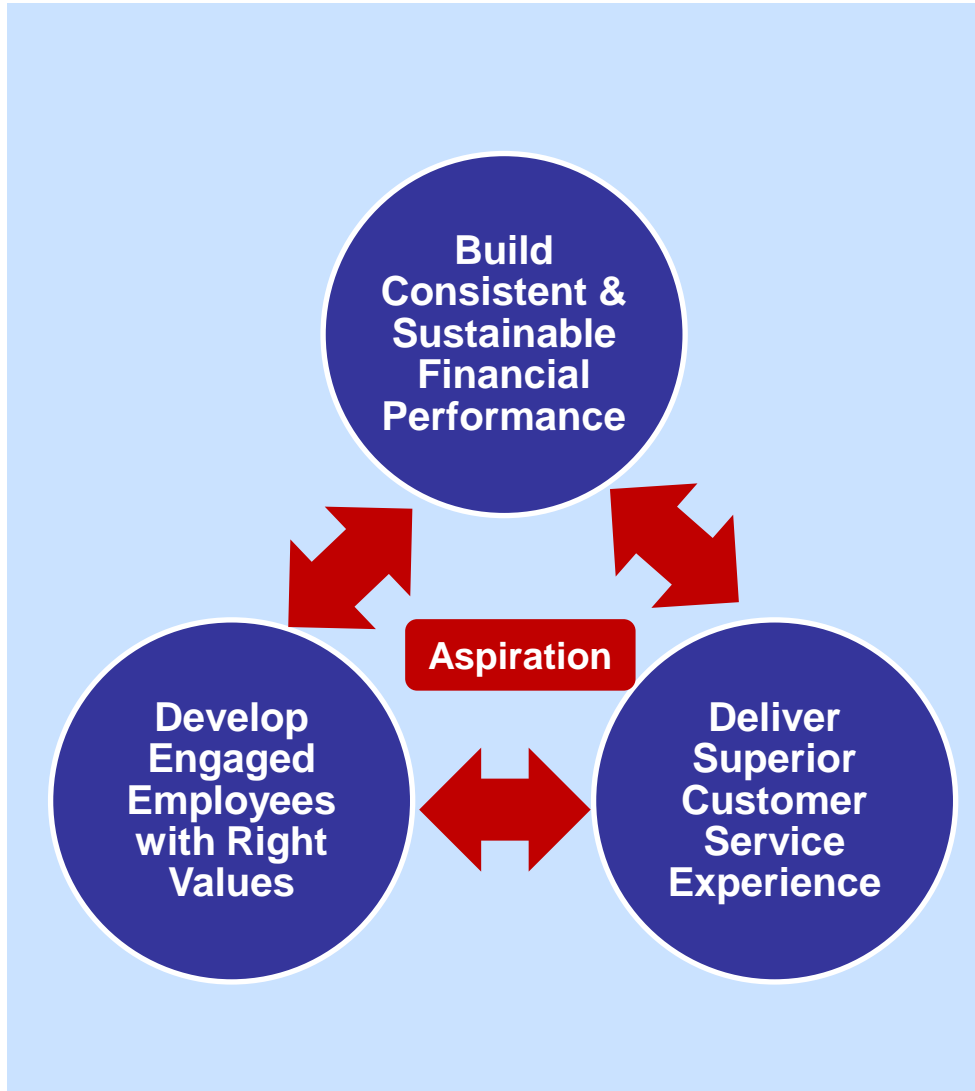 Build
Consistent &
Sustainable
Financial
Performance
Aspiration
Develop
Engaged
Employees
with Right
Values
Deliver
Superior
Customer
Service
Experience